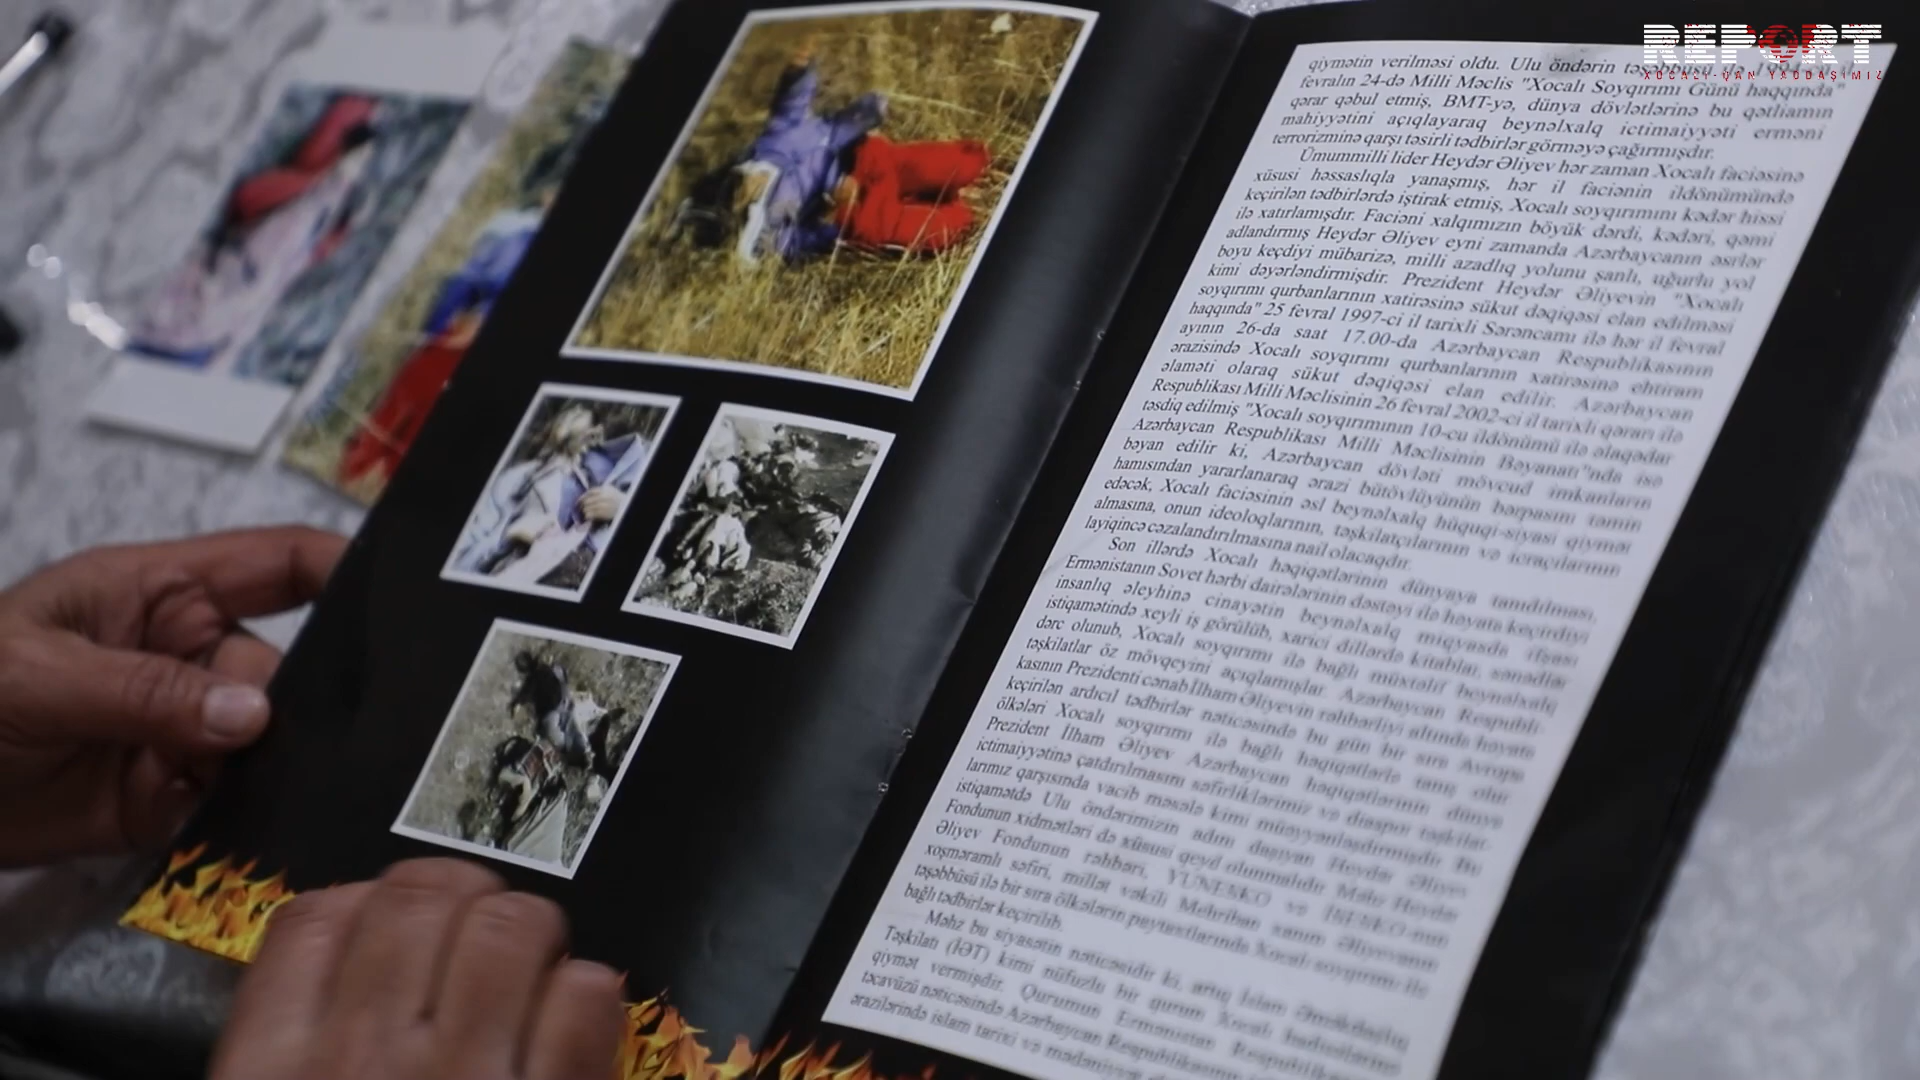 REPORT
XOCALI-QAN YADDAŞIMIZ
qiymətin verilməsi oldu. Ulu öndərin təşəbbüsü ilə
fevralın 24-də Milli Məclis "Xocalı Soyqırımı Günü haqqında"
qərar qəbul etmiş, BMT-yə, dünya dövlətlərinə bu qətliamın
mahiyyətini açıqlayaraq beynəlxalq ictimaiyyəti erməni
terrorizminə qarşı təsirli tədbirlər görməyə çağırmışdır.
Ümummilli lider Heydər Əliyev hər zaman Xocalı faciəsinə
xüsusi həssaslıqla yanaşmış, hər il faciənin ildönümündə
keçirilən tədbirlərdə iştirak etmiş, Xocalı soyqırımını kədər hissi
ilə xatırlamışdır. Faciəni xalqımızın böyük dərdi, kədəri, qəmi
adlandırmış Heydər Əliyev eyni zamanda Azərbaycanın əsrlər
boyu keçdiyi mübarizə, milli azadlıq yolunu şanlı, uğurlu yol
kimi dəyərləndirmişdir. Prezident Heydər Əliyevin "Xocalı
soyqırımı qurbanlarının xatirəsinə sükut dəqiqəsi elan edilməsi
haqqında" 25 fevral 1997-ci il tarixli Sərəncamı ilə hər il fevral
ayının 26-da saat 17.00-da Azərbaycan Respublikasının
ərazisində Xocalı soyqırımı qurbanlarının xatirəsinə ehtiram
əlaməti olaraq sükut dəqiqəsi elan edilir. Azərbaycan
Respublikası Milli Məclisinin 26 fevral 2002-ci il tarixli qərarı ilə
təsdiq edilmiş "Xocalı soyqırımının 10-cu ildönümü ilə əlaqədar
Azərbaycan Respublikası Milli Məclisinin Bəyanatı"nda isə
bəyan edilir ki, Azərbaycan dövləti mövcud imkanların
hamısından yararlanaraq ərazi bütövlüyünün bərpasını təmin
edəcək, Xocalı faciəsinin əsl beynəlxalq hüquqi-siyasi qiymət
almasına, onun ideoloqlarının, təşkilatçılarının və icraçılarının
layiqincə cəzalandırılmasına nail olacaqdır.
Son illərdə Xocalı həqiqətlərinin dünyaya tanıdılması,
Ermənistanın Sovet hərbi dairələrinin dəstəyi ilə həyata keçirdiyi
insanlıq əleyhinə cinayətin beynəlxalq miqyasda ifşası
istiqamətində xeyli iş görülüb, xarici dillərdə kitablar, sənədlər
dərc olunub, Xocalı soyqırımı ilə bağlı müxtəlif beynəlxalq
təşkilatlar öz mövqeyini açıqlamışlar. Azərbaycan Respubli-
kasının Prezidenti cənab İlham Əliyevin rəhbərliyi altında həyata
keçirilən ardıcıl tədbirlər nəticəsində bu gün bir sıra Avropa
ölkələri Xocalı soyqırımı ilə bağlı həqiqətlərlə tanış olur.
Prezident İlham Əliyev Azərbaycan həqiqətlərinin dünya
ictimaiyyətinə çatdırılmasını səfirliklərimiz və diaspor təşkilat-
larımız qarşısında vacib məsələ kimi müəyyənləşdirmişdir. Bu
istiqamətdə Ulu öndərimizin adını daşıyan Heydər Əliyev
Fondunun xidmətləri də xüsusi qeyd olunmalıdır. Məhz Heydər
Əliyev Fondunun rəhbəri, YUNESKO və İSESKO-nun
xoşməramlı səfiri, millət vəkili Mehriban xanım Əliyevanın
təşəbbüsü ilə bir sıra ölkələrin paytaxtlarında Xocalı soyqırımı ilə
bağlı tədbirlər keçirilib.
Məhz bu siyasətin nəticəsidir ki, artıq İslam Əməkdaşlıq
Təşkilatı (İƏT) kimi nüfuzlu bir qurum Xocalı hadisələrinə
qiymət vermişdir. Qurumun Ermənistan Respublikasının
təcavüzü nəticəsində Azərbaycan Respublikasının
ərazilərində islam tarixi və mədəniyyət